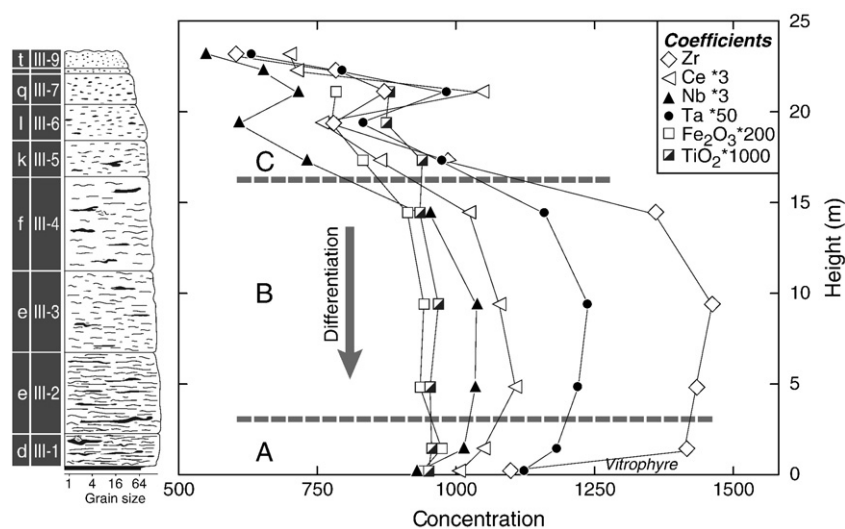 t III-9
q III-7
l III-6
k III-5
f III-4
e III-3
e III-2
d III-1
1 4 16 64
Grain size
Coefficients
Zr
Ce *3
Nb *3
Ta *50
Fe₂O₃*200
TiO₂*1000
C
B
A
Differentiation
Vitrophyre
25
20
15
10
5
0
Height (m)
500 750 1000 1250 1500
Concentration